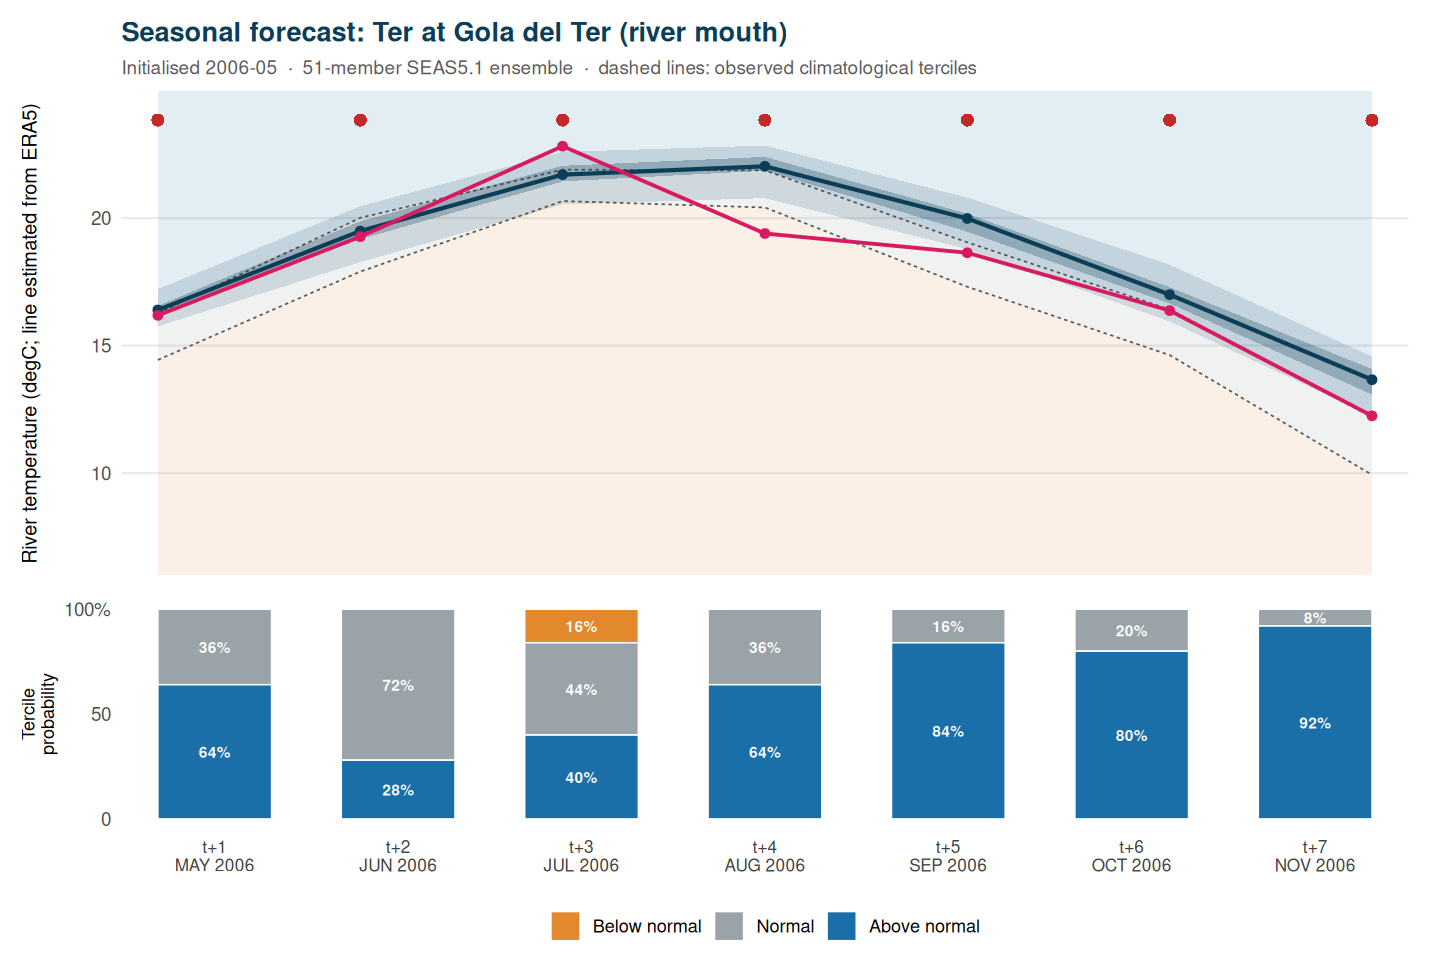 Seasonal forecast: Ter at Gola del Ter (river mouth)
Initialised 2006-05 · 51-member SEAS5.1 ensemble · dashed lines: observed climatological terciles
River temperature (degC; line estimated from ERA5)
20
15
10
100%
50
0
Tercile
probability
36%
64%
72%
28%
16%
44%
40%
36%
64%
16%
84%
20%
80%
8%
92%
t+1
MAY 2006
t+2
JUN 2006
t+3
JUL 2006
t+4
AUG 2006
t+5
SEP 2006
t+6
OCT 2006
t+7
NOV 2006
Below normal
Normal
Above normal